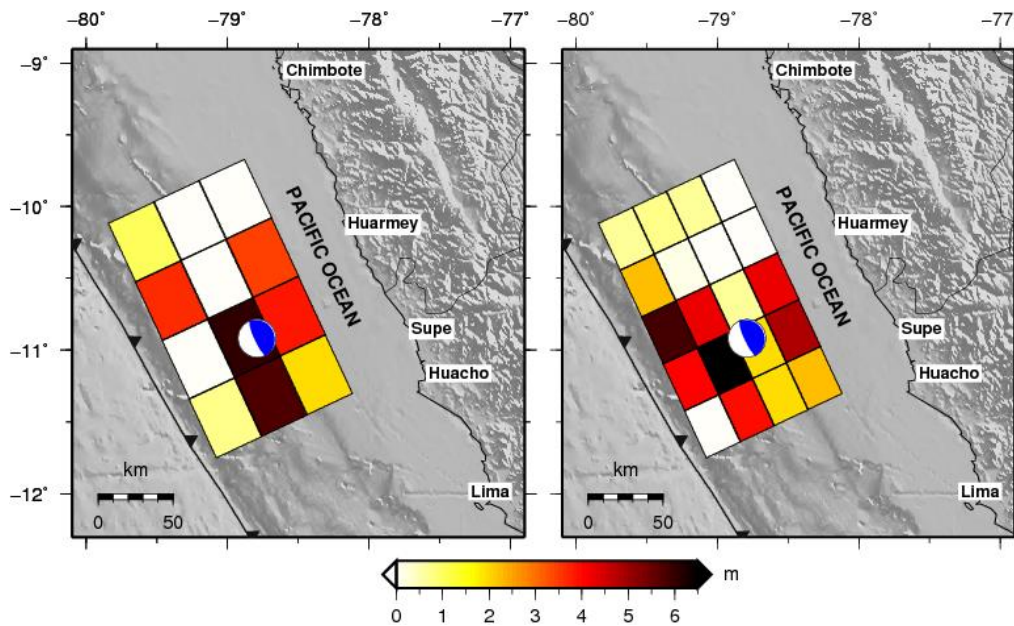 −80° −79° −78° −77°
−80° −79° −78° −77
−9°
−10°
−11°
−12°
Chimbote
PACIFIC OCEAN
Huarmey
Supe
Huacho
Lima
km
0 50
Chimbote
PACIFIC OCEAN
Huarmey
Supe
Huacho
Lima
km
0 50
0 1 2 3 4 5 6 m